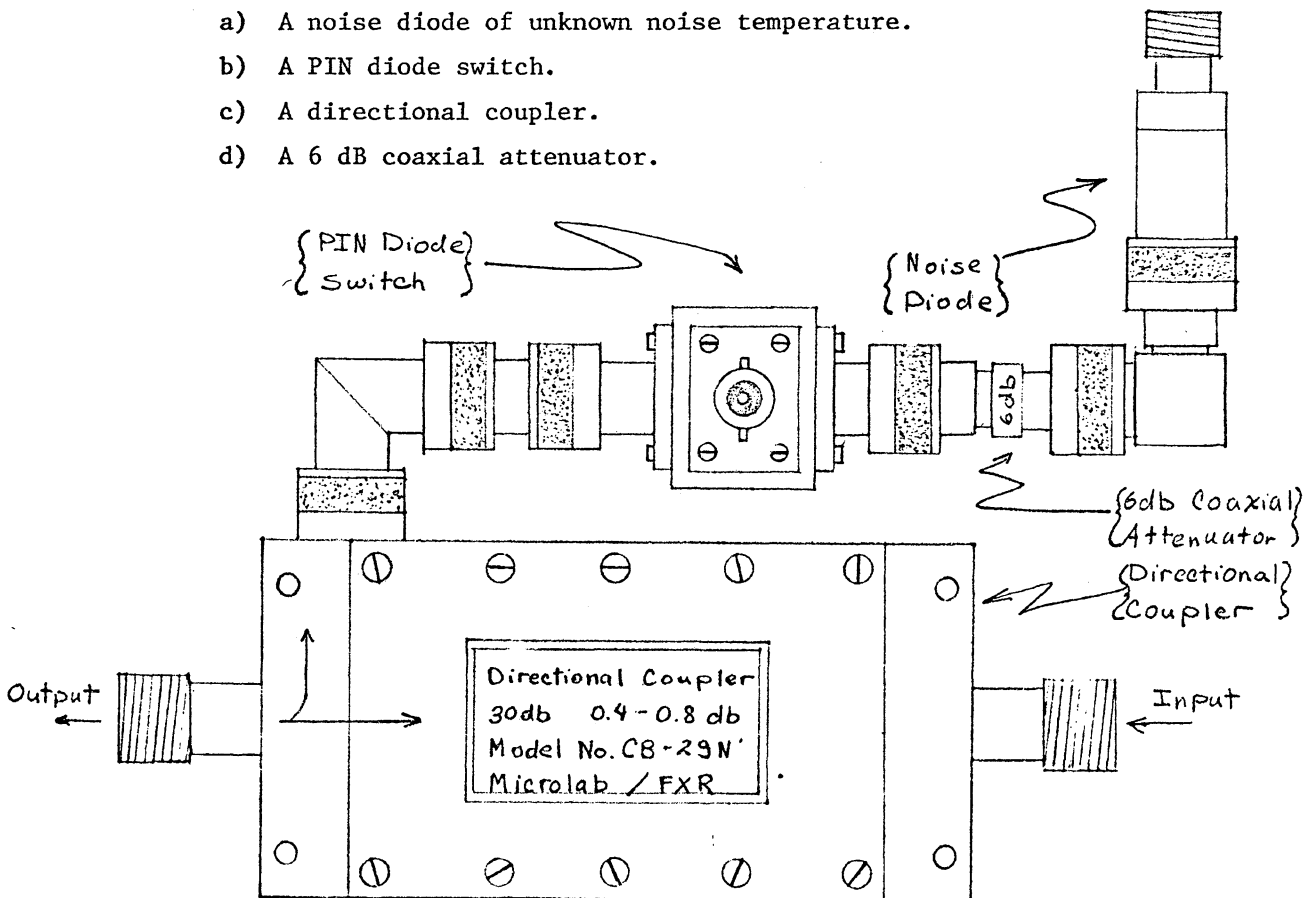 a) A noise diode of unknown noise temperature.
b) A PIN diode switch.
c) A directional coupler.
d) A 6 dB coaxial attenuator.
PIN Diode
Switch
Noise
Diode
6db
6db Coaxial
Attenuator
Directional
Coupler
Output
Input
Directional Coupler
30db 0.4-0.8 db
Model No. CB-29N
Microlab / FXR